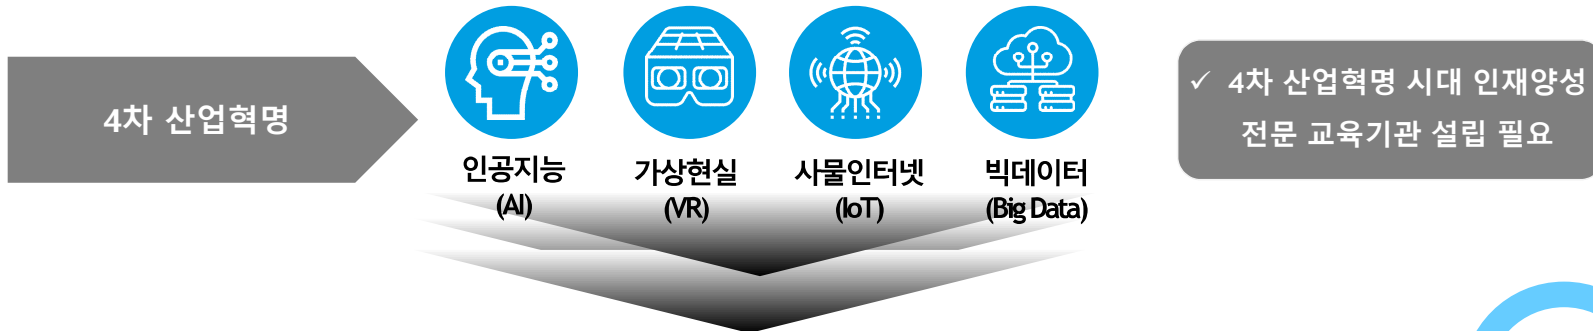 4차 산업혁명
인공지능
(AI)
가상현실
(VR)
사물인터넷
(IoT)
빅데이터
(Big Data)
✓ 4차 산업혁명 시대 인재양성
전문 교육기관 설립 필요